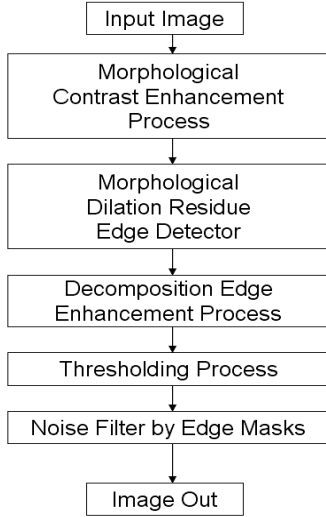 Input Image
Morphological
Contrast Enhancement
Process
Morphological
Dilation Residue
Edge Detector
Decomposition Edge
Enhancement Process
Thresholding Process
Noise Filter by Edge Masks
Image Out